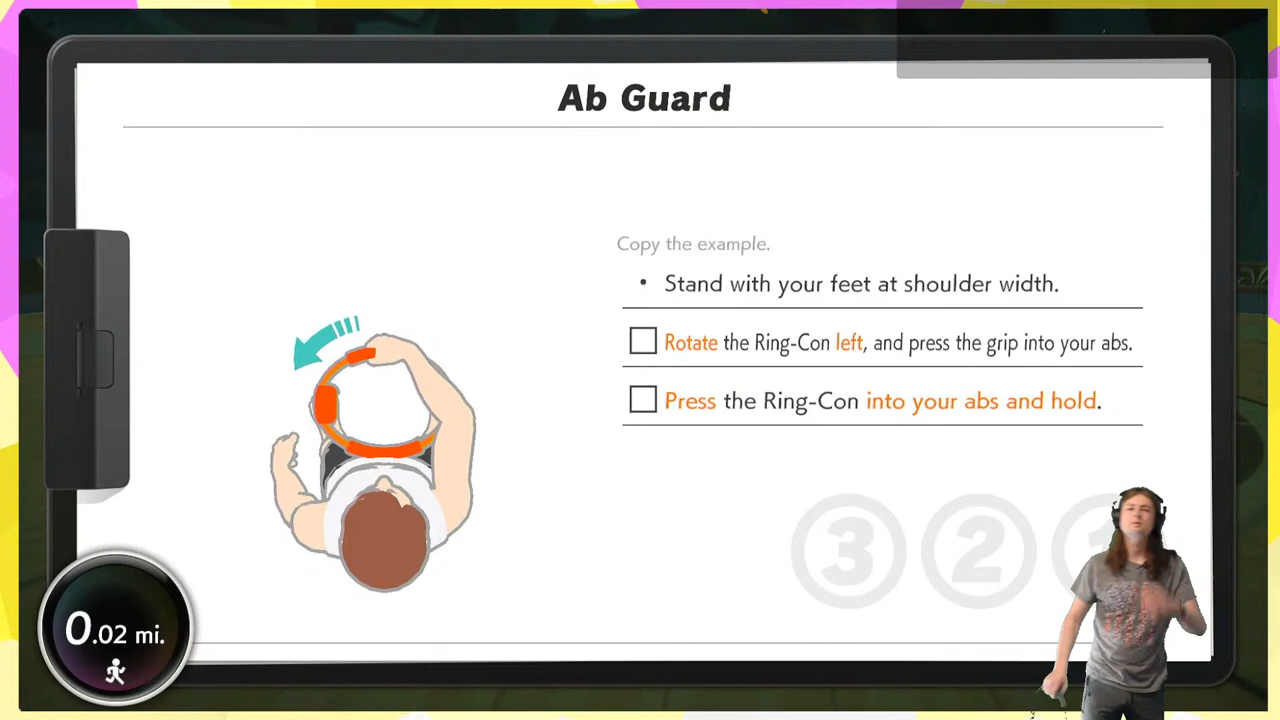 Ab Guard
Copy the example.
• Stand with your feet at shoulder width.
Rotate the Ring-Con left, and press the grip into your abs.
Press the Ring-Con into your abs and hold.
3 2 1
0.02 mi.